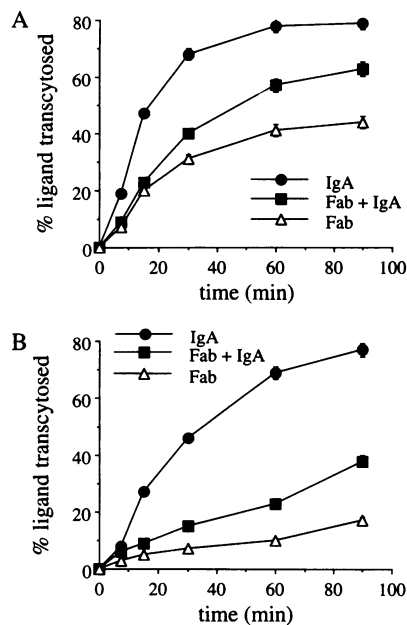 A
% ligand transcytosed
80
60
40
20
0
IgA
Fab + IgA
Fab
0 20 40 60 80 100
time (min)
B
% ligand transcytosed
IgA
Fab + IgA
Fab
80
60
40
20
0
0 20 40 60 80 100
time (min)